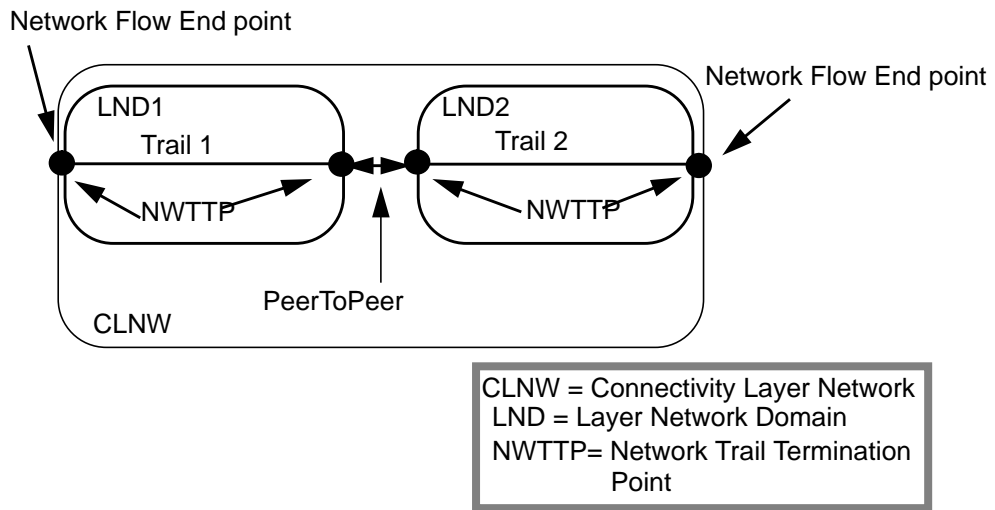 Network Flow End point
Network Flow End point
LND1
LND2
Trail 1
Trail 2
NWTTP
NWTTP
PeerToPeer
CLNW
CLNW = Connectivity Layer Network
LND = Layer Network Domain
NWTTP= Network Trail Termination
Point